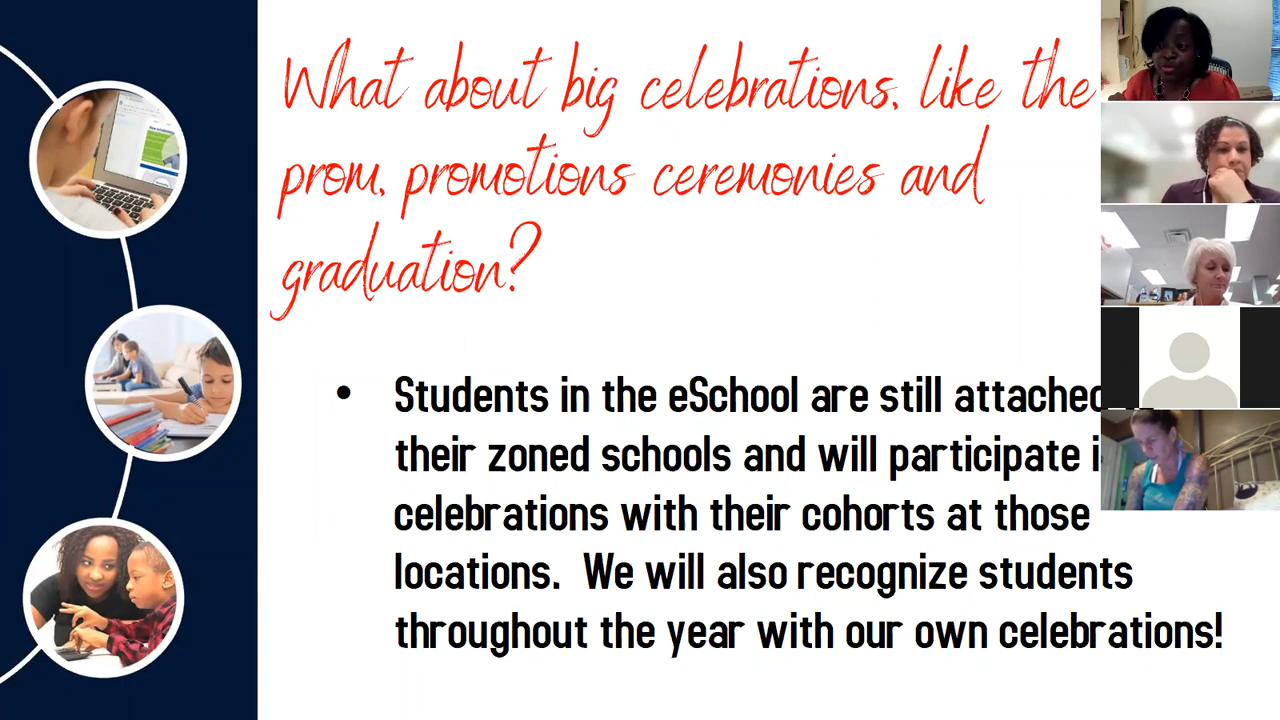 What about big celebrations, like the
prom, promotions ceremonies and
graduation?
• Students in the eSchool are still attached
their zoned schools and will participate
celebrations with their cohorts at those
locations. We will also recognize students
throughout the year with our own celebrations!